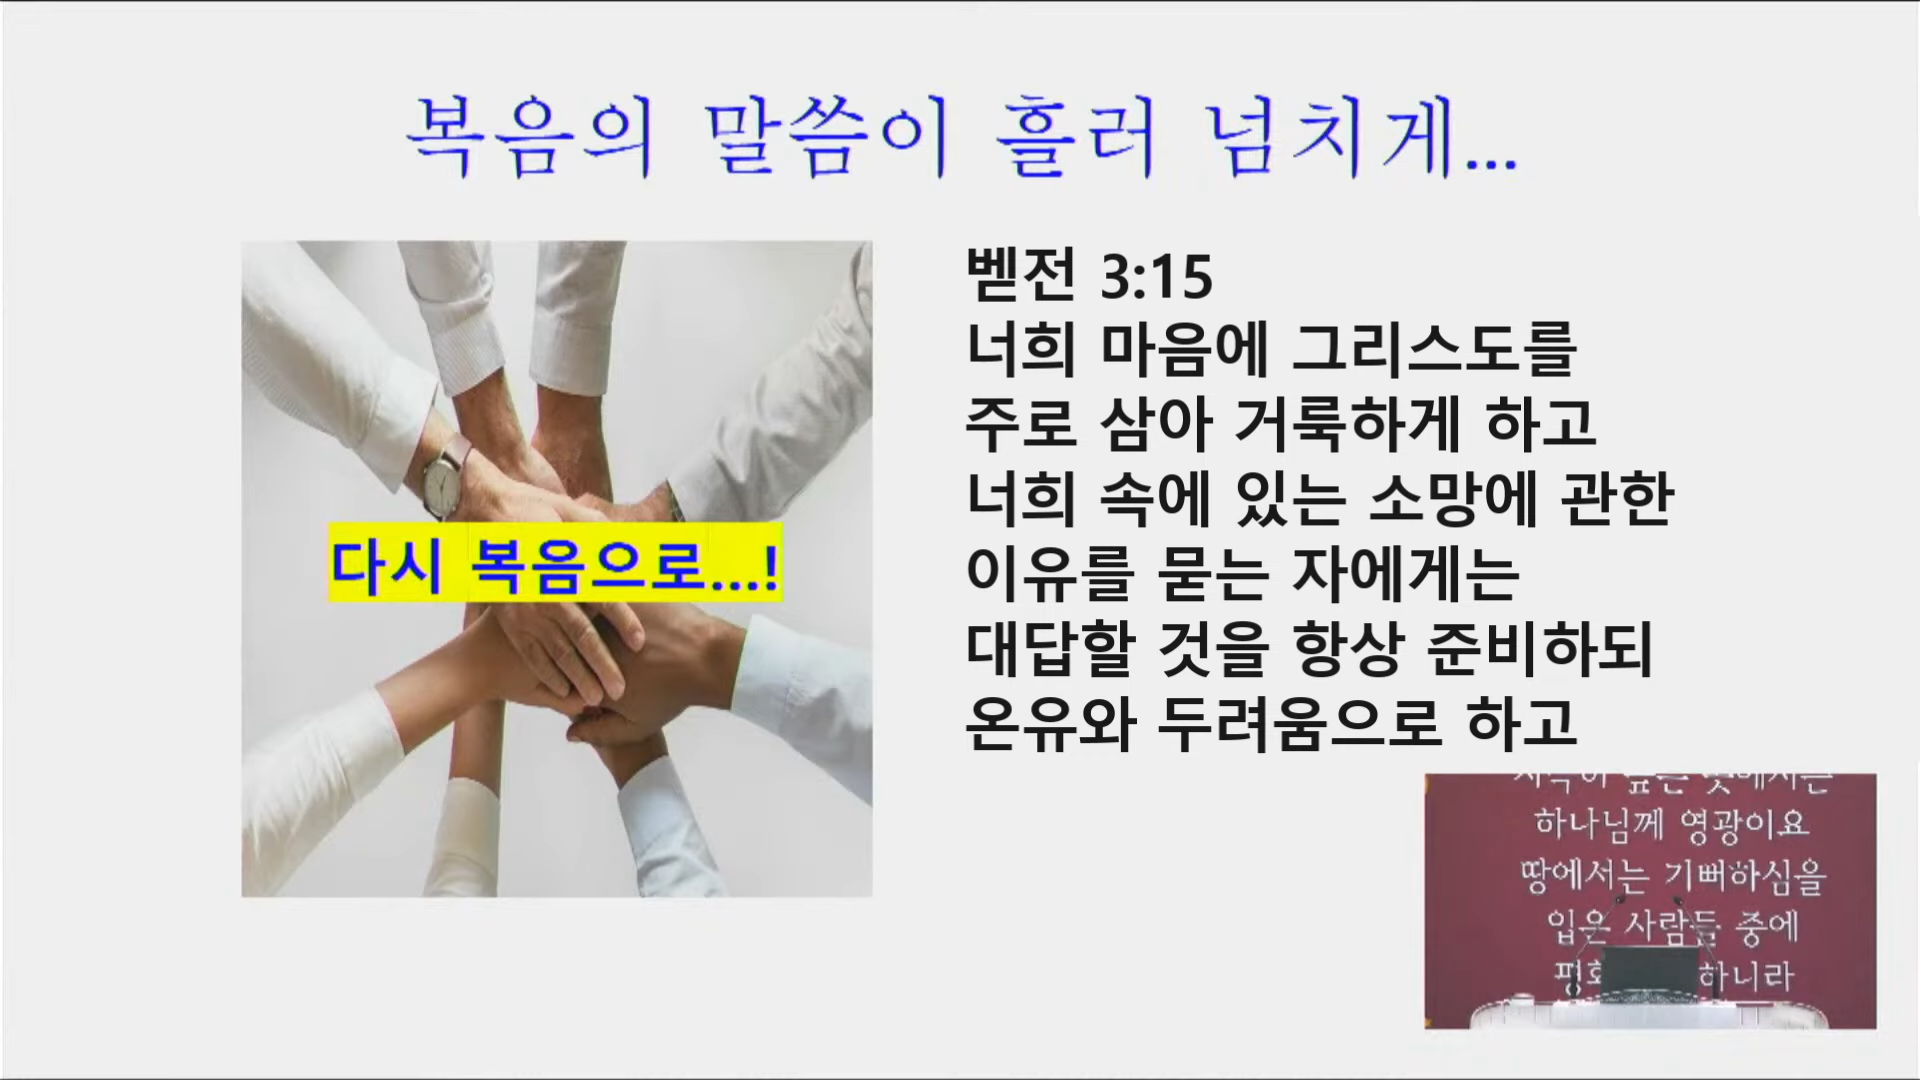 복음의 말씀이 흘러 넘치게...
다시 복음으로...!
벧전 3:15
너희 마음에 그리스도를
주로 삼아 거룩하게 하고
너희 속에 있는 소망에 관한
이유를 묻는 자에게는
대답할 것을 항상 준비하되
온유와 두려움으로 하고
하나님께 영광이요
땅에서는 기뻐하심을
입은 사람들 중에
하니라